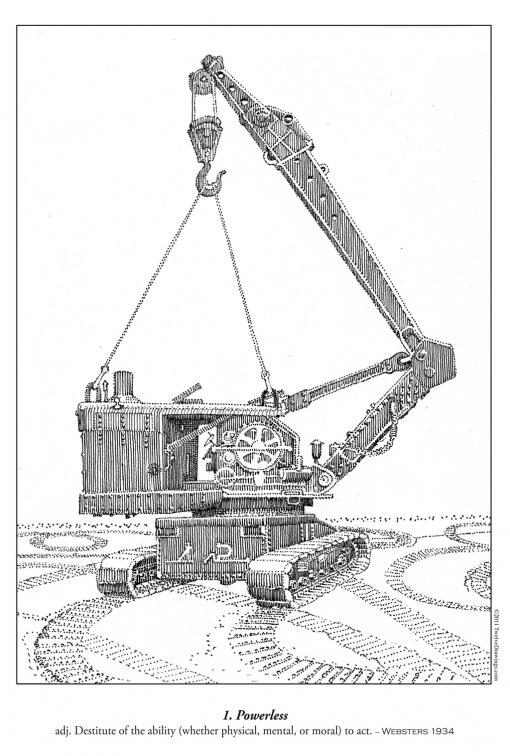 ©2011 TwelveDrawings.com
1. Powerless
adj. Destitute of the ability (whether physical, mental, or moral) to act. – WEBSTERS 1934